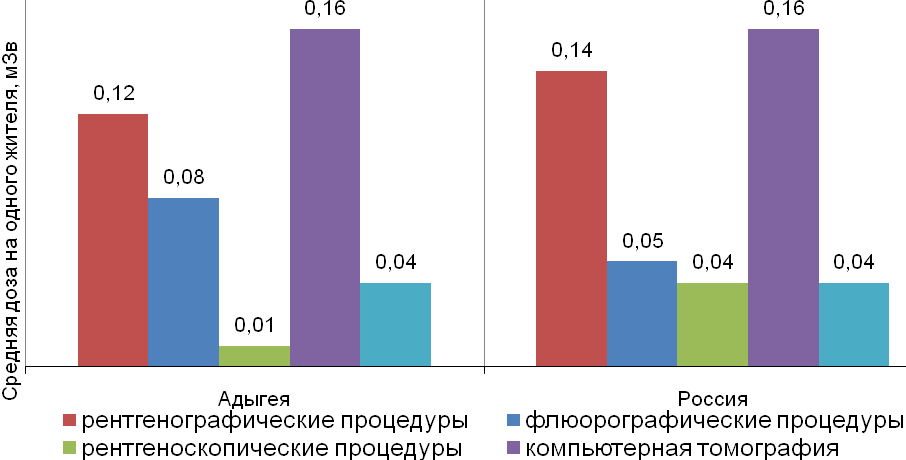 Средняя доза на одного жителя, мЗв
0,12
0,08
0,01
0,16
0,04
0,14
0,05
0,04
0,16
0,04
Адыгея
Россия
рентгенографические процедуры
флюорографические процедуры
рентгеноскопические процедуры
компьютерная томография